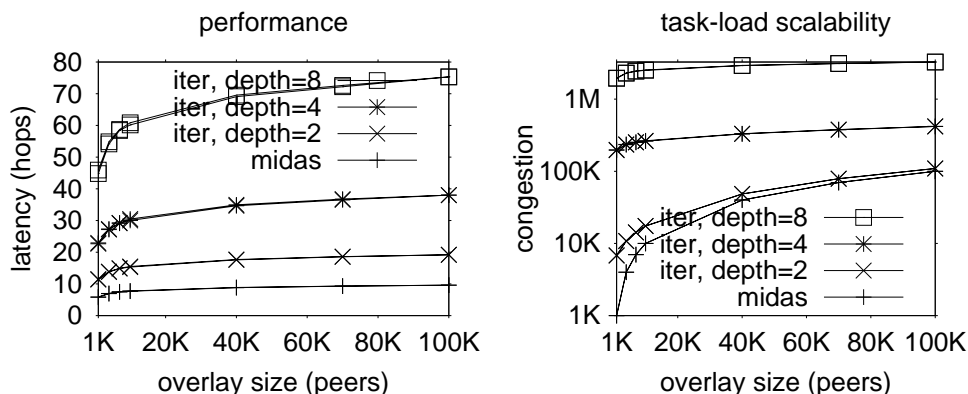 performance
latency (hops)
80
70
60
50
40
30
20
10
0
iter, depth=8
iter, depth=4
iter, depth=2
midas
1K 20K 40K 60K 80K 100K
overlay size (peers)
task-load scalability
congestion
1M
100K
10K
1K
iter, depth=8
iter, depth=4
iter, depth=2
midas
1K 20K 40K 60K 80K 100K
overlay size (peers)